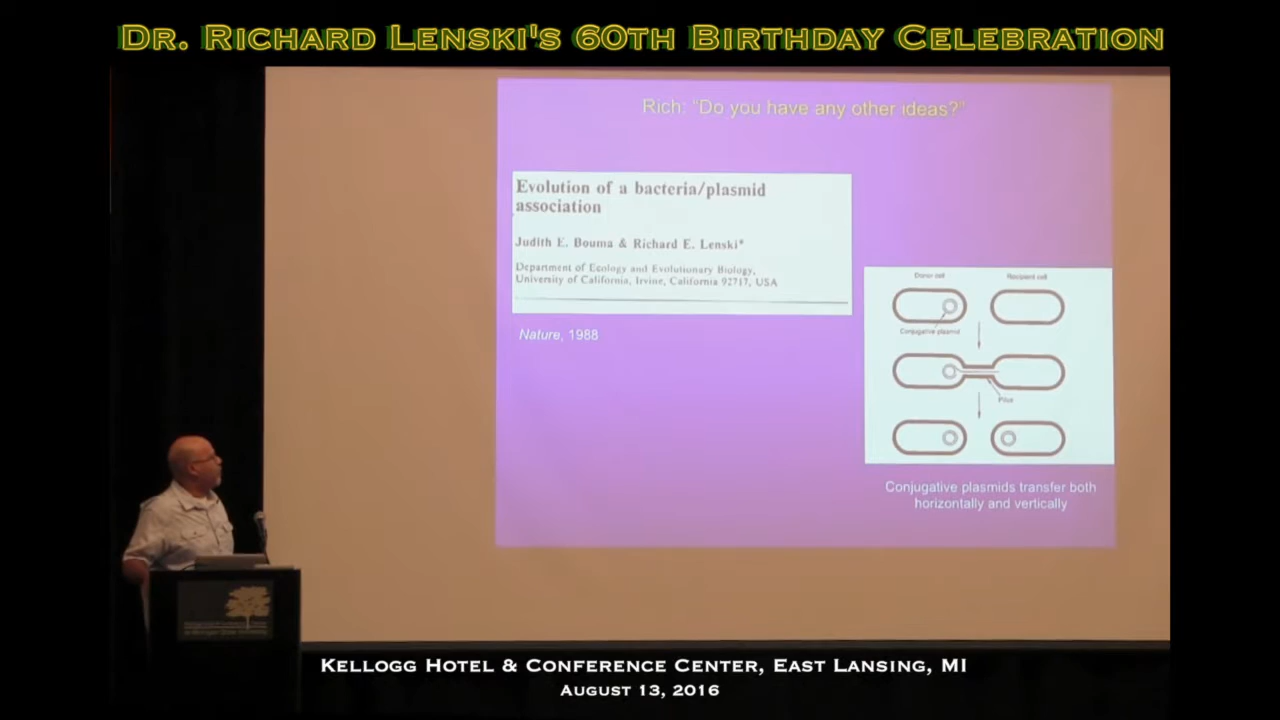 Dr. Richard Lenski's 60th Birthday Celebration
Rich: "Do you have any other ideas?"
Evolution of a bacteria/plasmid
association
Judith E. Bouma & Richard E. Lenski*
Department of Ecology and Evolutionary Biology,
University of California, Irvine, California 92717, USA
Nature, 1988
Donor cell
Recipient cell
Conjugative plasmid
Pilus
Conjugative plasmids transfer both
horizontally and vertically
Kellogg Hotel & Conference Center, East Lansing, MI
August 13, 2016